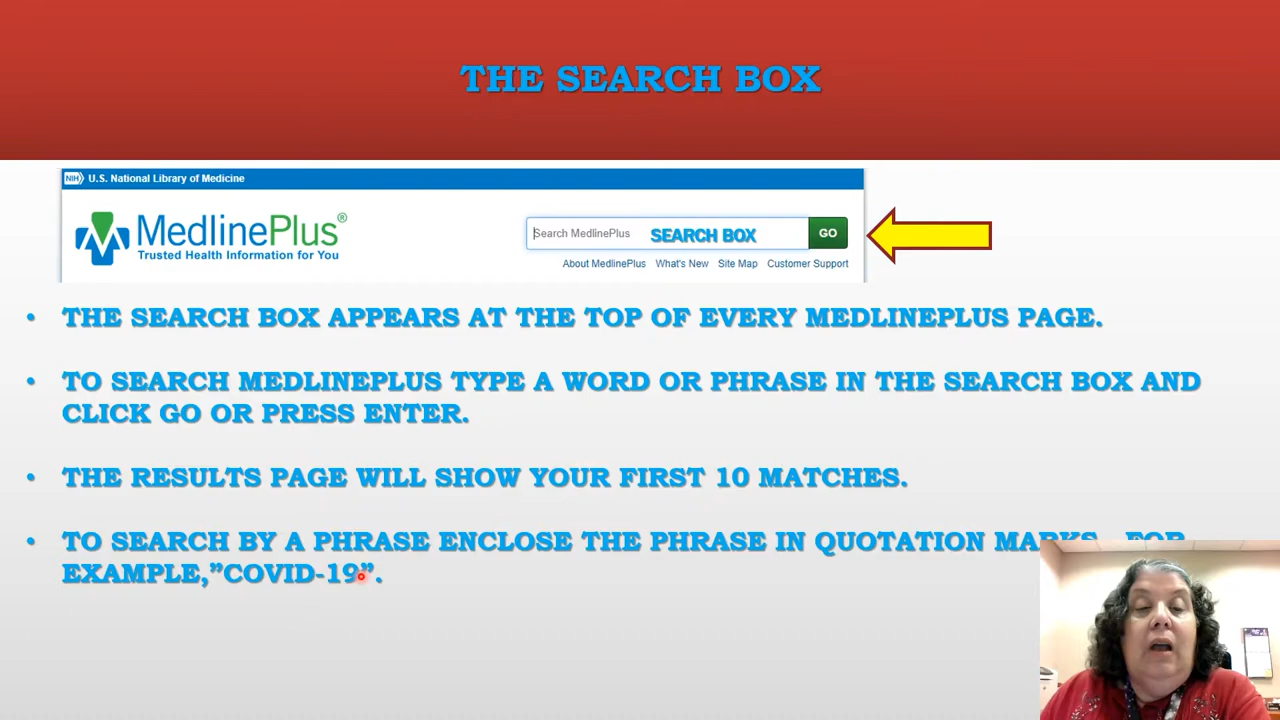 THE SEARCH BOX
NIH U.S. National Library of Medicine
MedlinePlus®
Trusted Health Information for You
Search MedlinePlus SEARCH BOX GO
About MedlinePlus What's New Site Map Customer Support
• THE SEARCH BOX APPEARS AT THE TOP OF EVERY MEDLINEPLUS PAGE.
• TO SEARCH MEDLINEPLUS TYPE A WORD OR PHRASE IN THE SEARCH BOX AND
CLICK GO OR PRESS ENTER.
• THE RESULTS PAGE WILL SHOW YOUR FIRST 10 MATCHES.
• TO SEARCH BY A PHRASE ENCLOSE THE PHRASE IN QUOTATION MARKS. FOR
EXAMPLE,”COVID-19”.